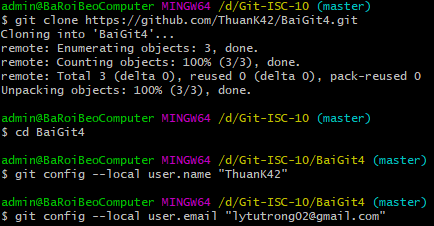 admin@BaRoiBeoComputer MINGW64 /d/Git-ISC-10 (master)
$ git clone https://github.com/ThuanK42/BaiGit4.git
Cloning into 'BaiGit4'...
remote: Enumerating objects: 3, done.
remote: Counting objects: 100% (3/3), done.
remote: Total 3 (delta 0), reused 0 (delta 0), pack-reused 0
Unpacking objects: 100% (3/3), done.
admin@BaRoiBeoComputer MINGW64 /d/Git-ISC-10 (master)
$ cd BaiGit4
admin@BaRoiBeoComputer MINGW64 /d/Git-ISC-10/BaiGit4 (master)
$ git config --local user.name "ThuanK42"
admin@BaRoiBeoComputer MINGW64 /d/Git-ISC-10/BaiGit4 (master)
$ git config --local user.email "lytutrong02@gmail.com"